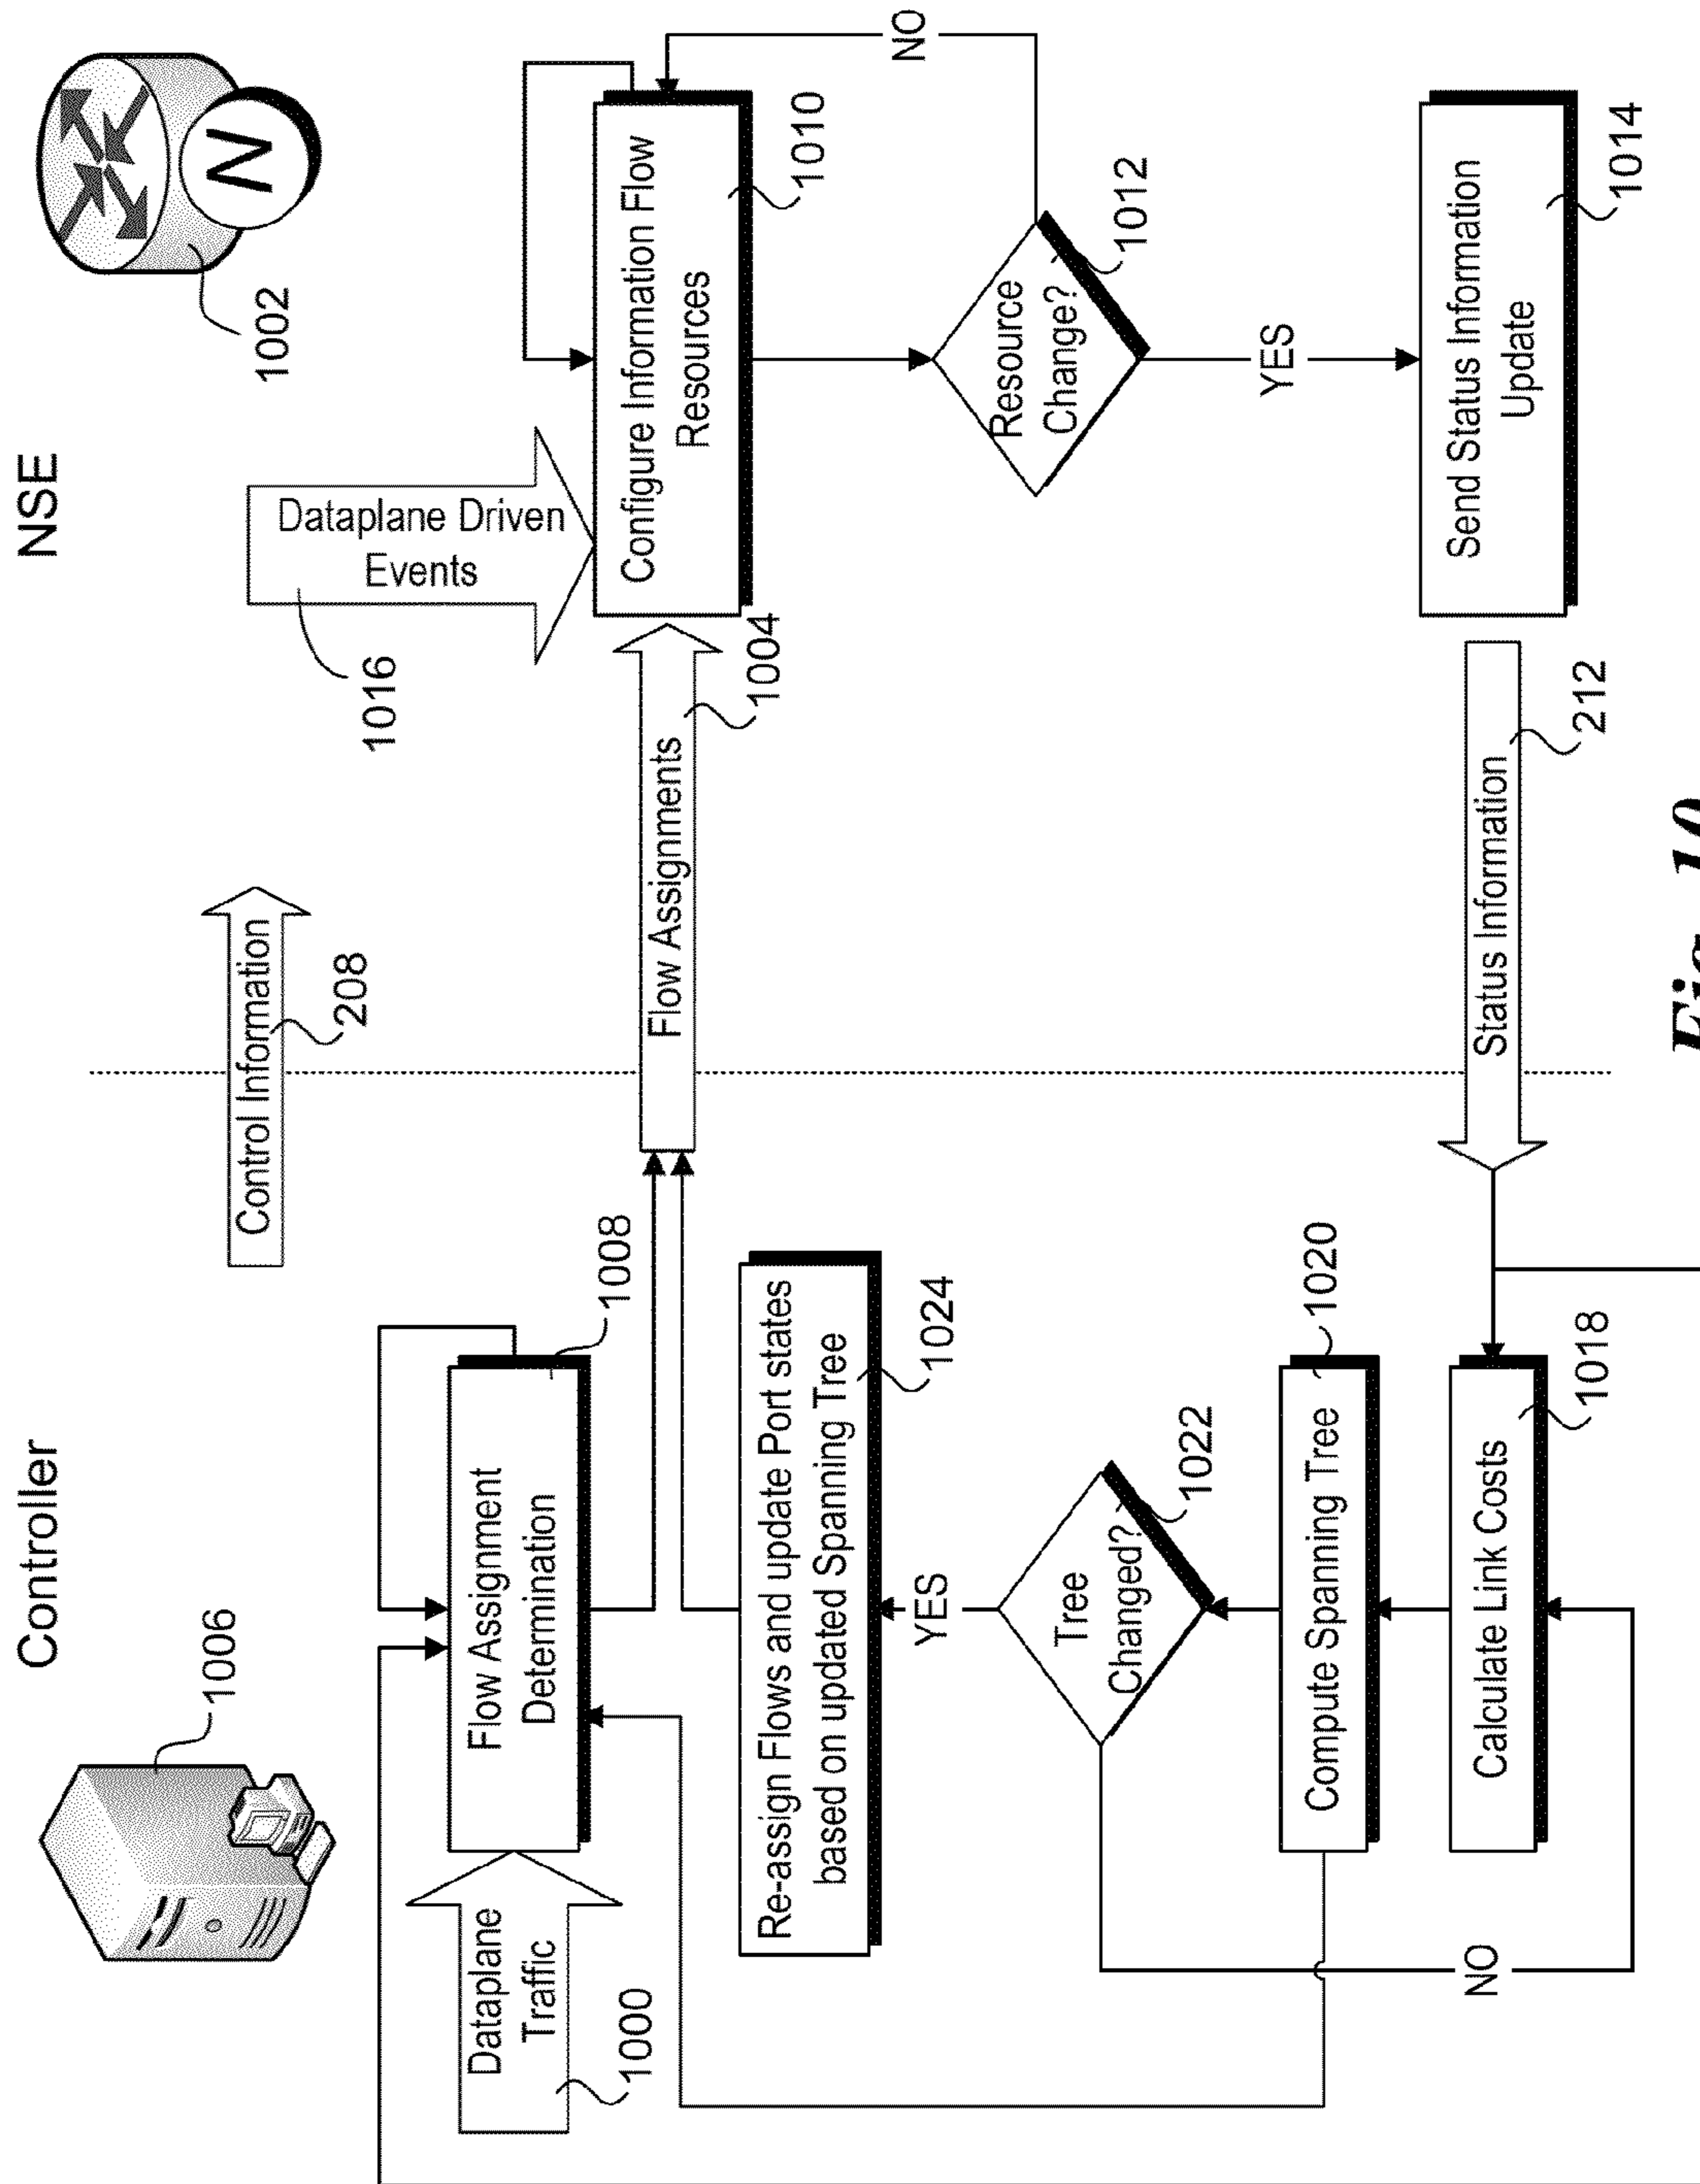 Controller
NSE
1006
Control Information
208
1002
N
Dataplane
Traffic
1000
Flow Assignment
Determination
1008
Flow Assignments
1004
Dataplane Driven
Events
1016
Configure Information Flow
Resources
1010
NO
Re-assign Flows and update Port states
based on updated Spanning Tree
1024
YES
Tree
Changed?
1022
NO
Compute Spanning Tree
1020
Calculate Link Costs
1018
Resource
Change?
1012
YES
Send Status Information
Update
1014
Status Information
212
Fig. 10